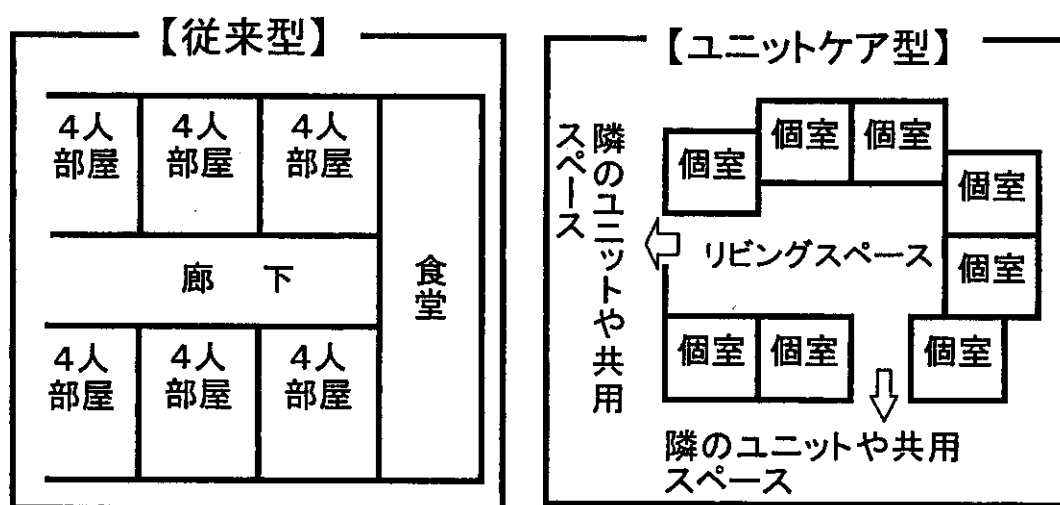 【従来型】
4人
部屋
4人
部屋
4人
部屋
廊 下
食堂
4人
部屋
4人
部屋
4人
部屋
【ユニットケア型】
隣のユニットや共用
スペース
個室
個室
個室
個室
リビングスペース
個室
個室
個室
個室
隣のユニットや共用
スペース